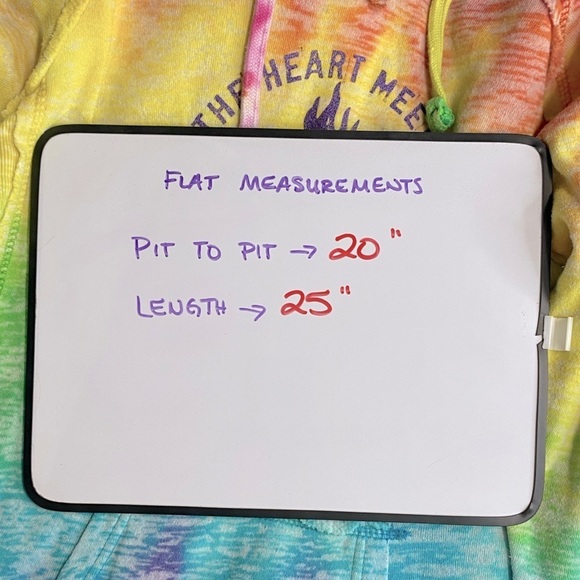 THE HEART MEE
FLAT MEASUREMENTS
PIT TO PIT → 20"
LENGTH → 25"